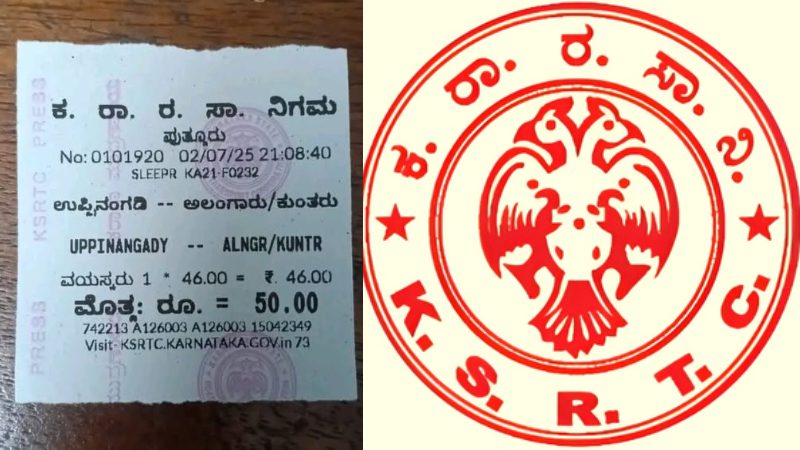 ಕ. ರಾ. ರ. ಸಾ. ನಿಗಮ
ಪುತ್ತೂರು
No: 0101920 02/07/25 21:08:40
SLEEPR KA21-F0232
ಉಪ್ಪಿನಂಗಡಿ -- ಅಲಂಗಾರು/ಕುಂತರು
UPPINANGADY -- ALNGR/KUNTR
ವಯಸ್ಕರು 1 * 46.00 = ₹. 46.00
ಮೊತ್ತ: ರೂ. = 50.00
742213 A126003 A126003 15042349
Visit- KSRTC.KARNATAKA.GOV.in 73
KSRTC PRESS
PRESS
ಕ. ರಾ. ರ. ಸಾ. ನಿ.
K. S. R. T. C.